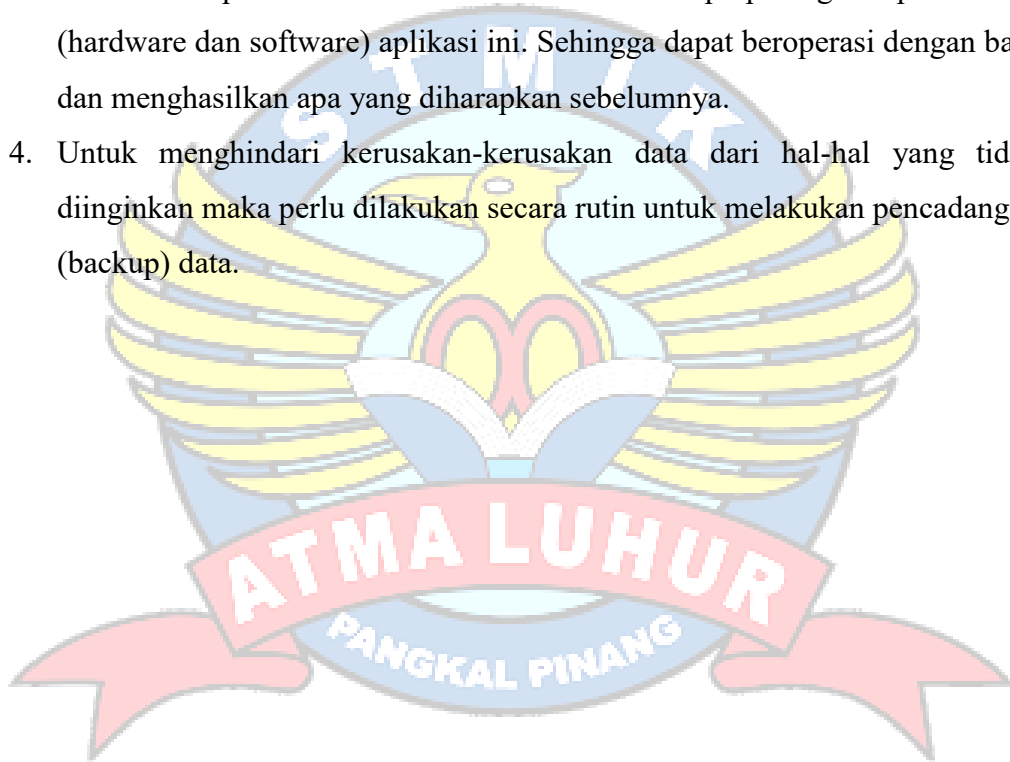 (hardware dan software) aplikasi ini. Sehingga dapat beroperasi dengan ba
dan menghasilkan apa yang diharapkan sebelumnya.
4. Untuk menghindari kerusakan-kerusakan data dari hal-hal yang tid
diinginkan maka perlu dilakukan secara rutin untuk melakukan pencadang
(backup) data.
STMIK
ATMA LUHUR
PANGKAL PINANG